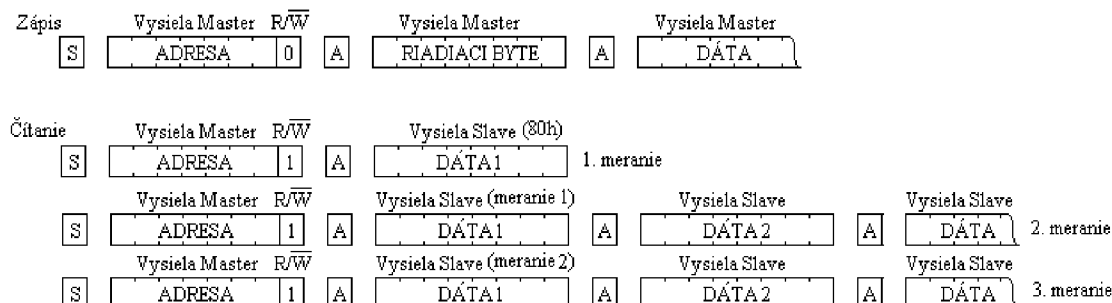 Zápis Vysiela Master R/W Vysiela Master Vysiela Master
S ADRESA 0 A RIADIACI BYTE A DÁTA
Čítanie Vysiela Master R/W Vysiela Slave (80h)
S ADRESA 1 A DÁTA1 1. meranie
Vysiela Master R/W Vysiela Slave (meranie 1) Vysiela Slave Vysiela Slave
S ADRESA 1 A DÁTA1 A DÁTA2 A DÁTA 2. meranie
Vysiela Master R/W Vysiela Slave (meranie 2) Vysiela Slave Vysiela Slave
S ADRESA 1 A DÁTA1 A DÁTA2 A DÁTA 3. meranie